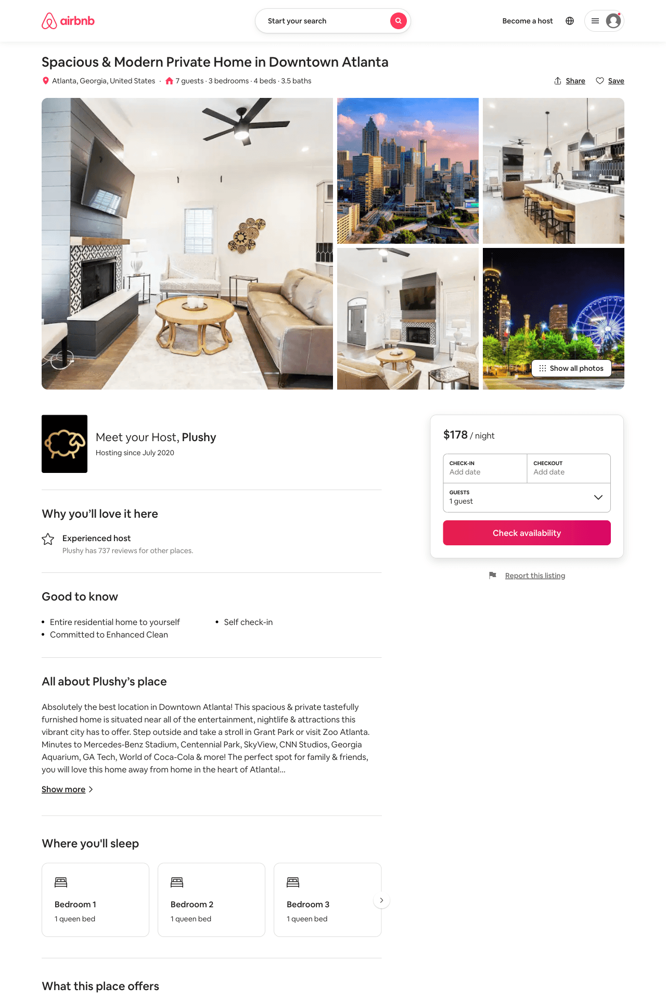 airbnb
Start your search
Become a host
Spacious & Modern Private Home in Downtown Atlanta
Atlanta, Georgia, United States · 7 guests · 3 bedrooms · 4 beds · 3.5 baths
Share
Save
Show all photos
Meet your Host, Plushy
Hosting since July 2020
$178 / night
CHECK-IN
Add date
CHECKOUT
Add date
GUESTS
1 guest
Check availability
Report this listing
Why you’ll love it here
Experienced host
Plushy has 737 reviews for other places.
Good to know
• Entire residential home to yourself
• Self check-in
• Committed to Enhanced Clean
All about Plushy’s place
Absolutely the best location in Downtown Atlanta! This spacious & private tastefully
furnished home is situated near all of the entertainment, nightlife & attractions this
vibrant city has to offer. Step outside and take a stroll in Grant Park or visit Zoo Atlanta.
Minutes to Mercedes-Benz Stadium, Centennial Park, SkyView, CNN Studios, Georgia
Aquarium, GA Tech, World of Coca-Cola & more! The perfect spot for family & friends,
you will love this home away from home in the heart of Atlanta!...
Show more
Where you'll sleep
Bedroom 1
1 queen bed
Bedroom 2
1 queen bed
Bedroom 3
1 queen bed
What this place offers